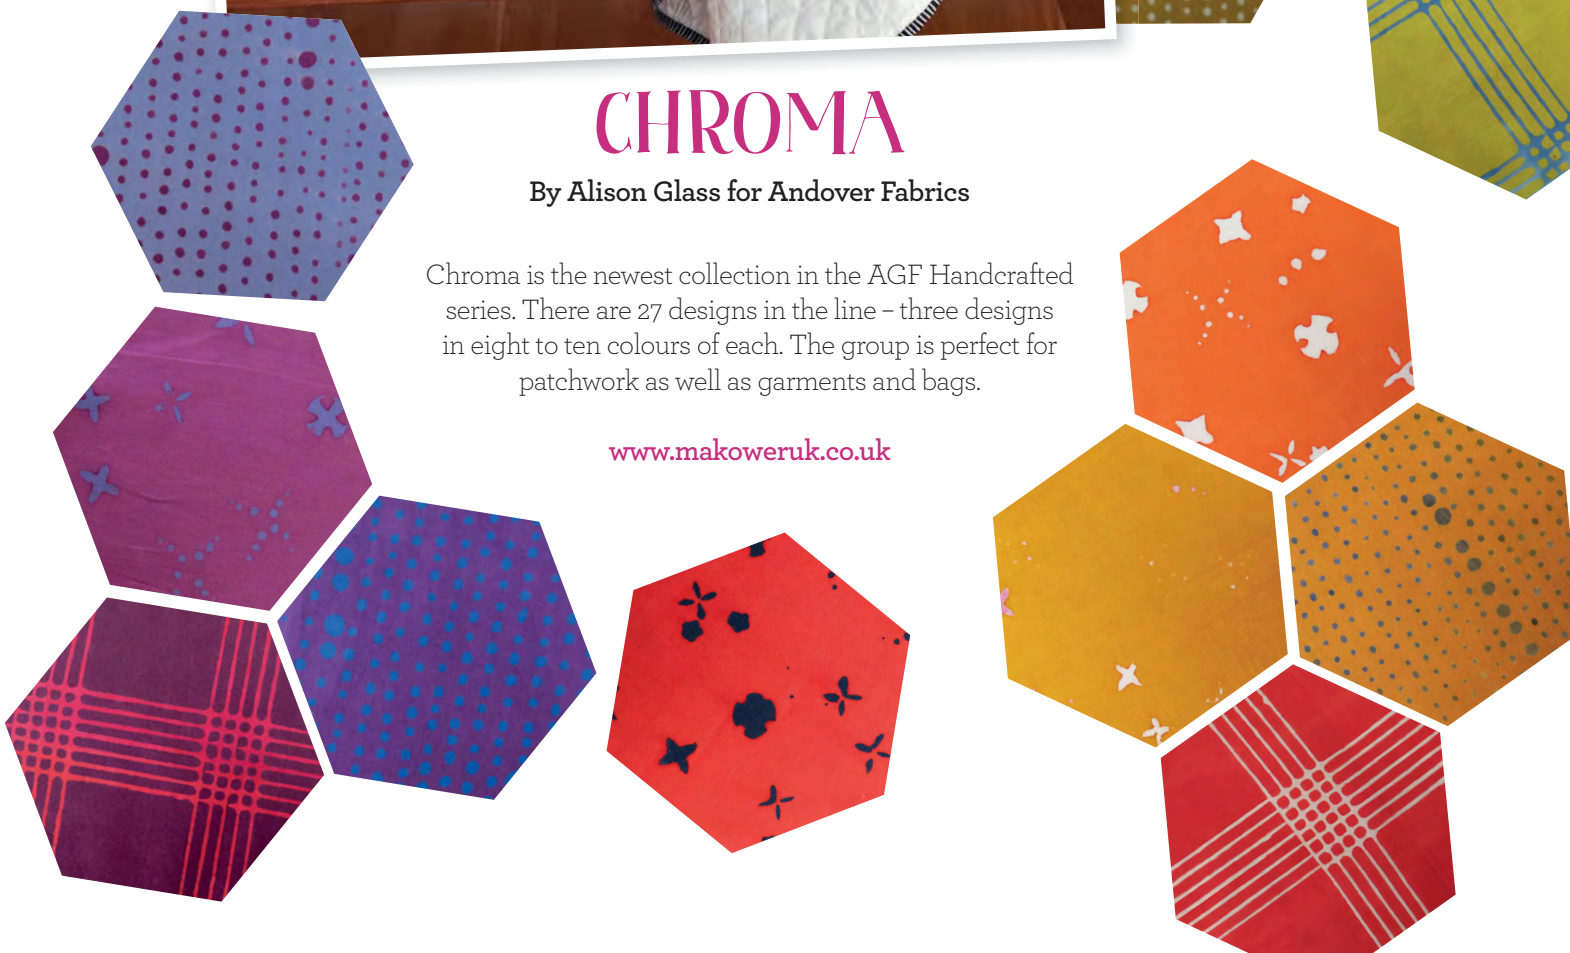 CHROMA
By Alison Glass for Andover Fabrics
Chroma is the newest collection in the AGF Handcrafted
series. There are 27 designs in the line – three designs
in eight to ten colours of each. The group is perfect for
patchwork as well as garments and bags.
www.makoweruk.co.uk